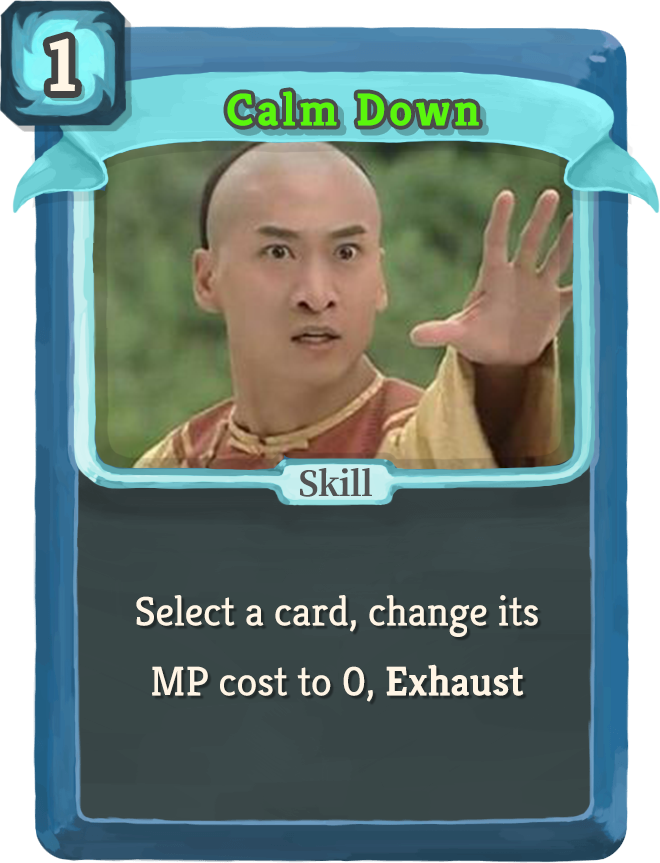 1
Calm Down
Skill
Select a card, change its
MP cost to 0, Exhaust